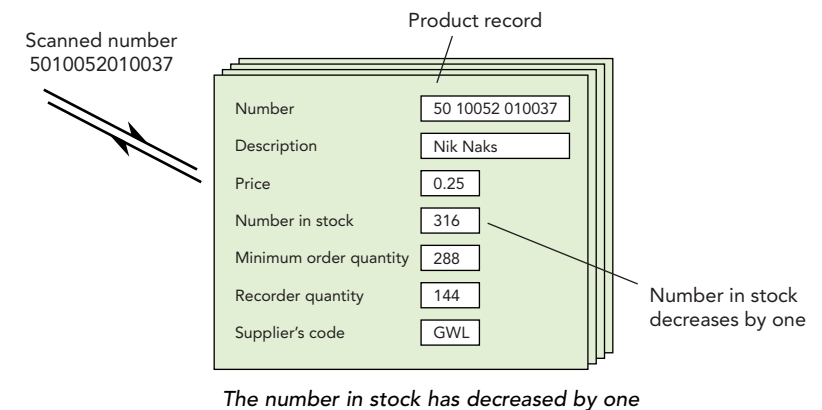 Product record
Scanned number
5010052010037
Number 50 10052 010037
Description Nik Naks
Price 0.25
Number in stock 316
Minimum order quantity 288
Recorder quantity 144
Supplier's code GWL
Number in stock
decreases by one
The number in stock has decreased by one